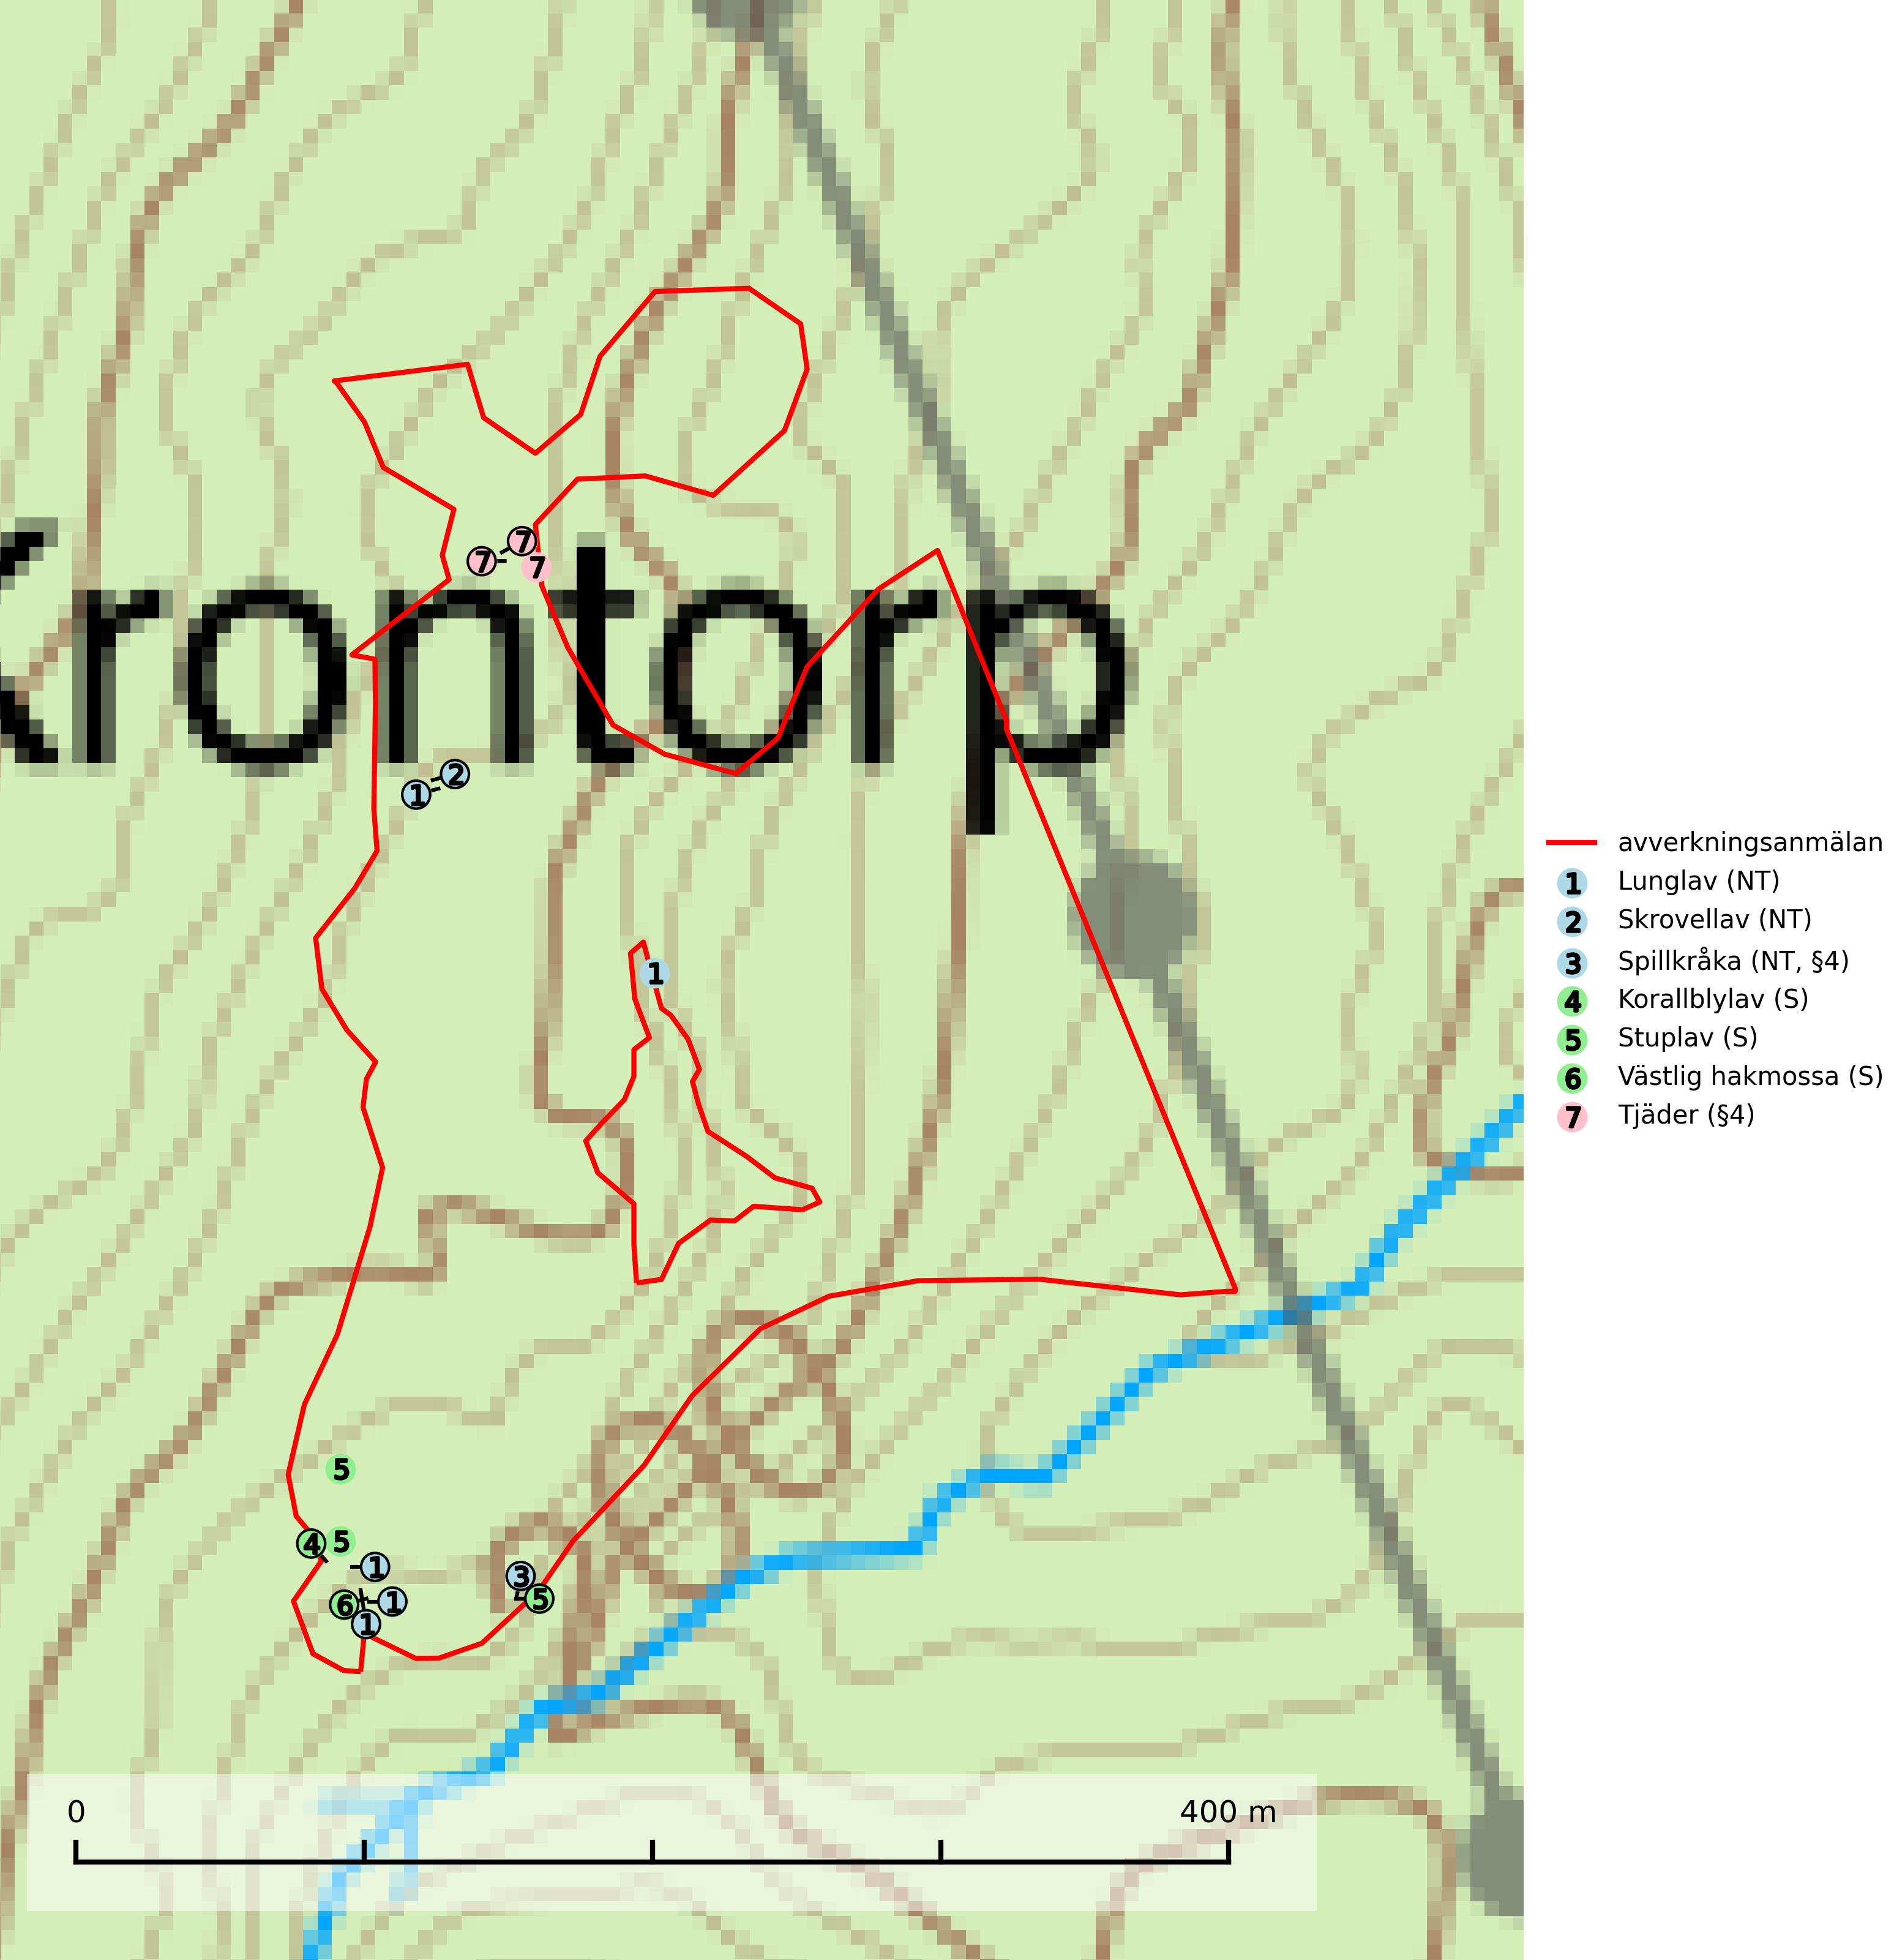 7
7
7
Krontorp
2
1
1
5
4
5
1
3
6
1
5
1
0
400 m
avverkningsanmälan
1 Lunglav (NT)
2 Skrovellav (NT)
3 Spillkråka (NT, §4)
4 Korallblylav (S)
5 Stuplav (S)
6 Västlig hakmossa (S)
7 Tjäder (§4)